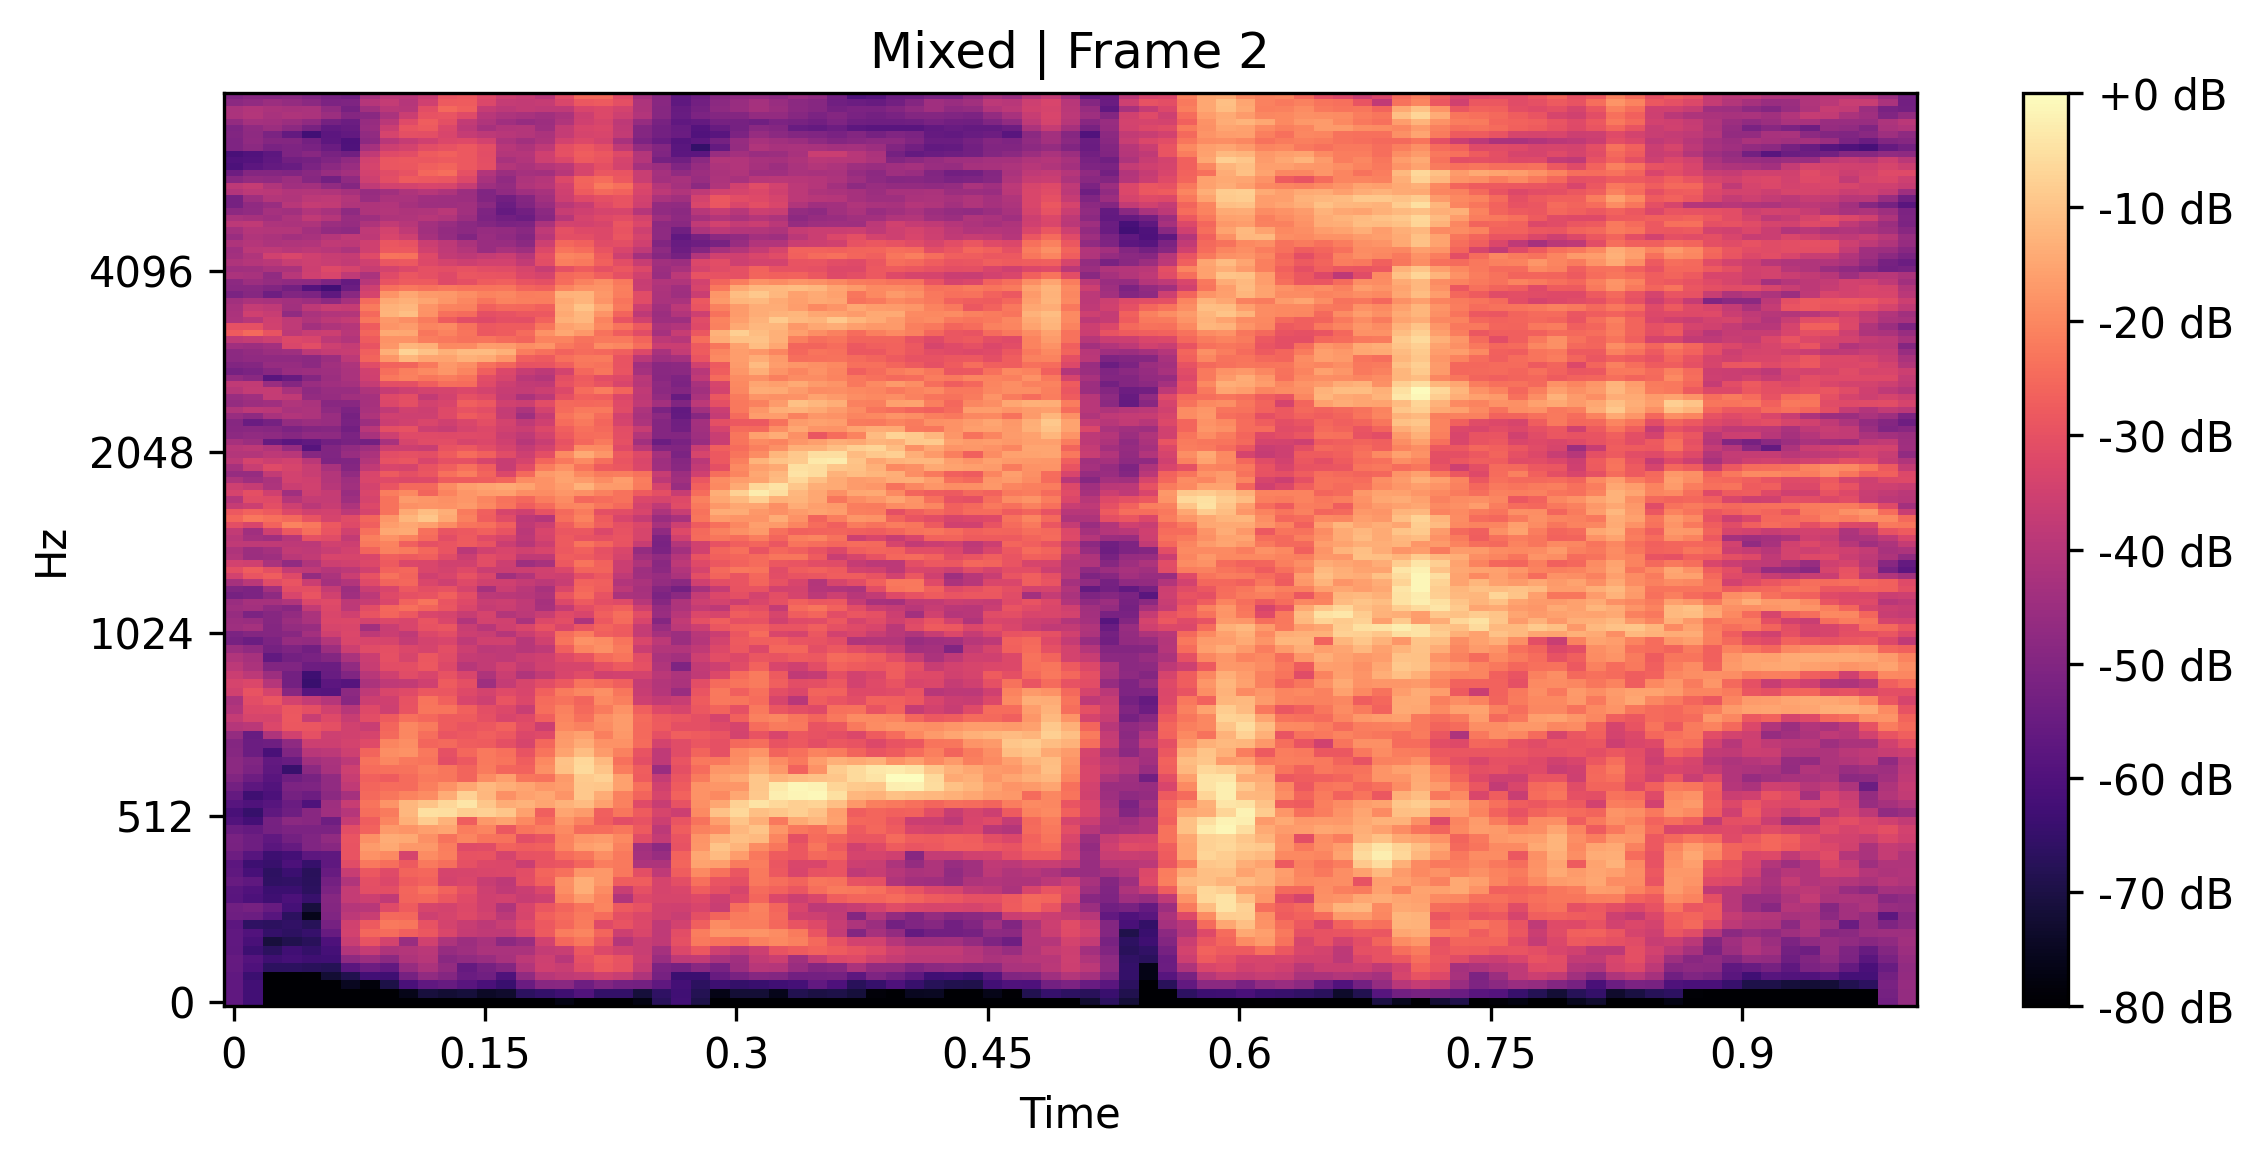 Mixed | Frame 2
+0 dB
-10 dB
-20 dB
-30 dB
-40 dB
-50 dB
-60 dB
-70 dB
-80 dB
Hz
4096
2048
1024
512
0
0 0.15 0.3 0.45 0.6 0.75 0.9
Time